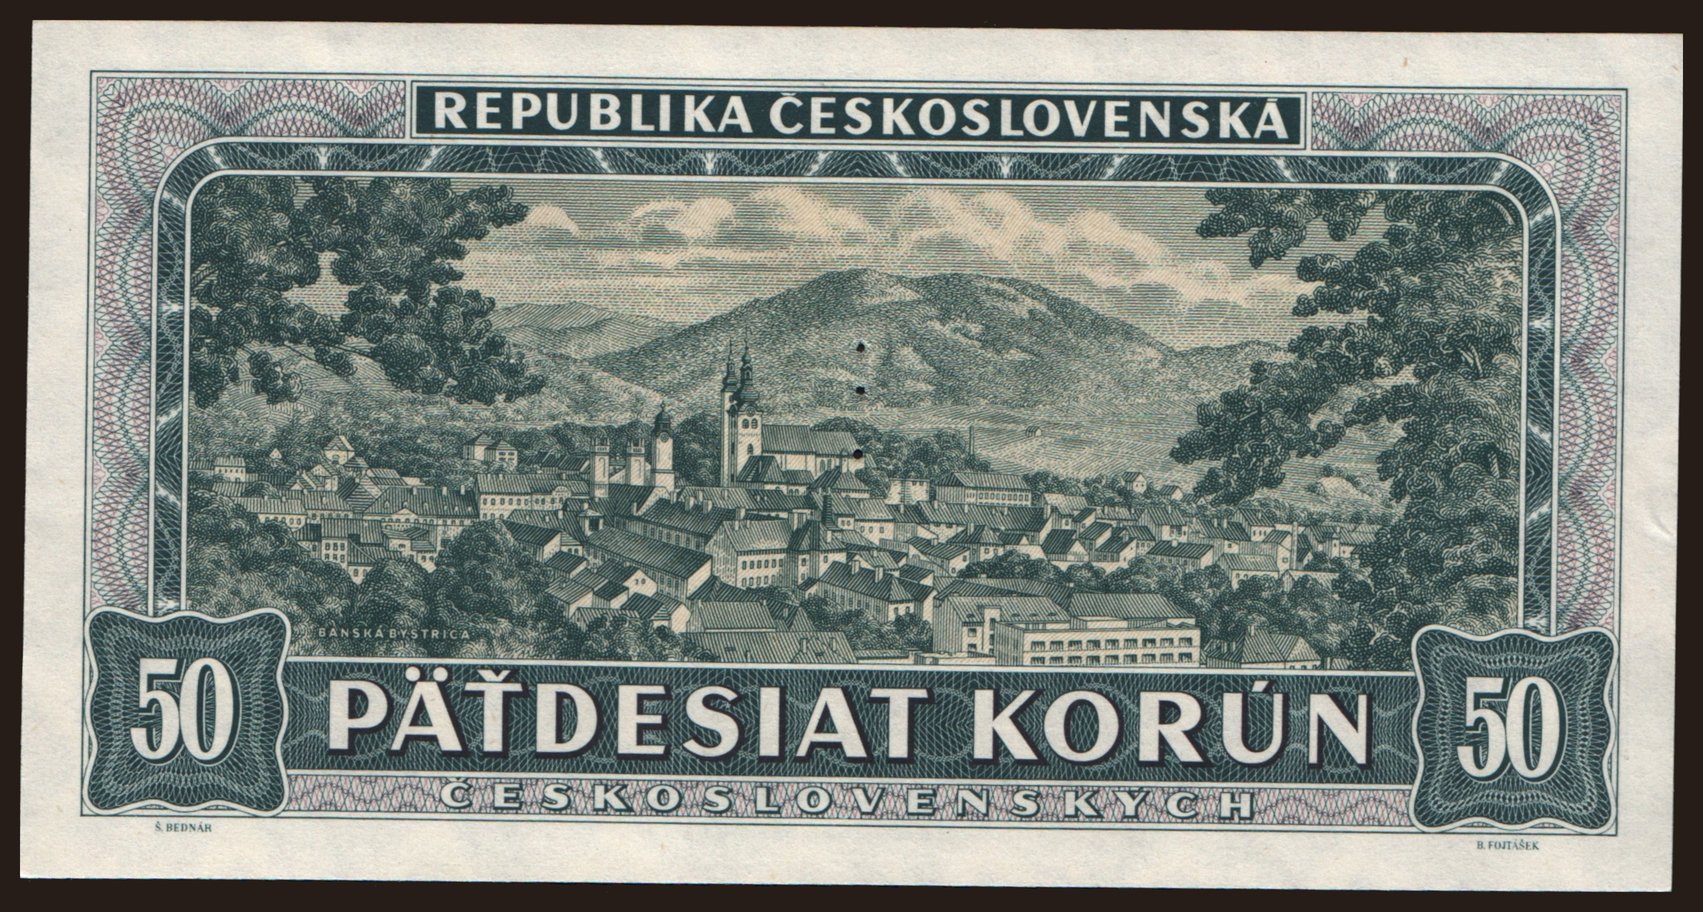 REPUBLIKA ČESKOSLOVENSKÁ
BANSKÁ BYSTRICA
50 PÄŤDESIAT KORÚN 50
ČESKOSLOVENSKÝCH
Š. BEDNÁR
B. FOJTÁŠEK